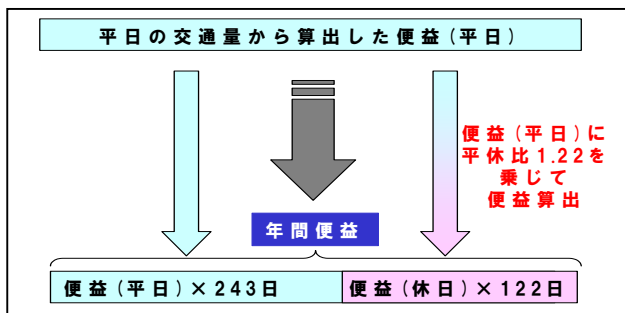 平日の交通量から算出した便益(平日)
便益(平日)に
平休比1.22を
乗じて
便益算出
年間便益
便益(平日)×243日
便益(休日)×122日